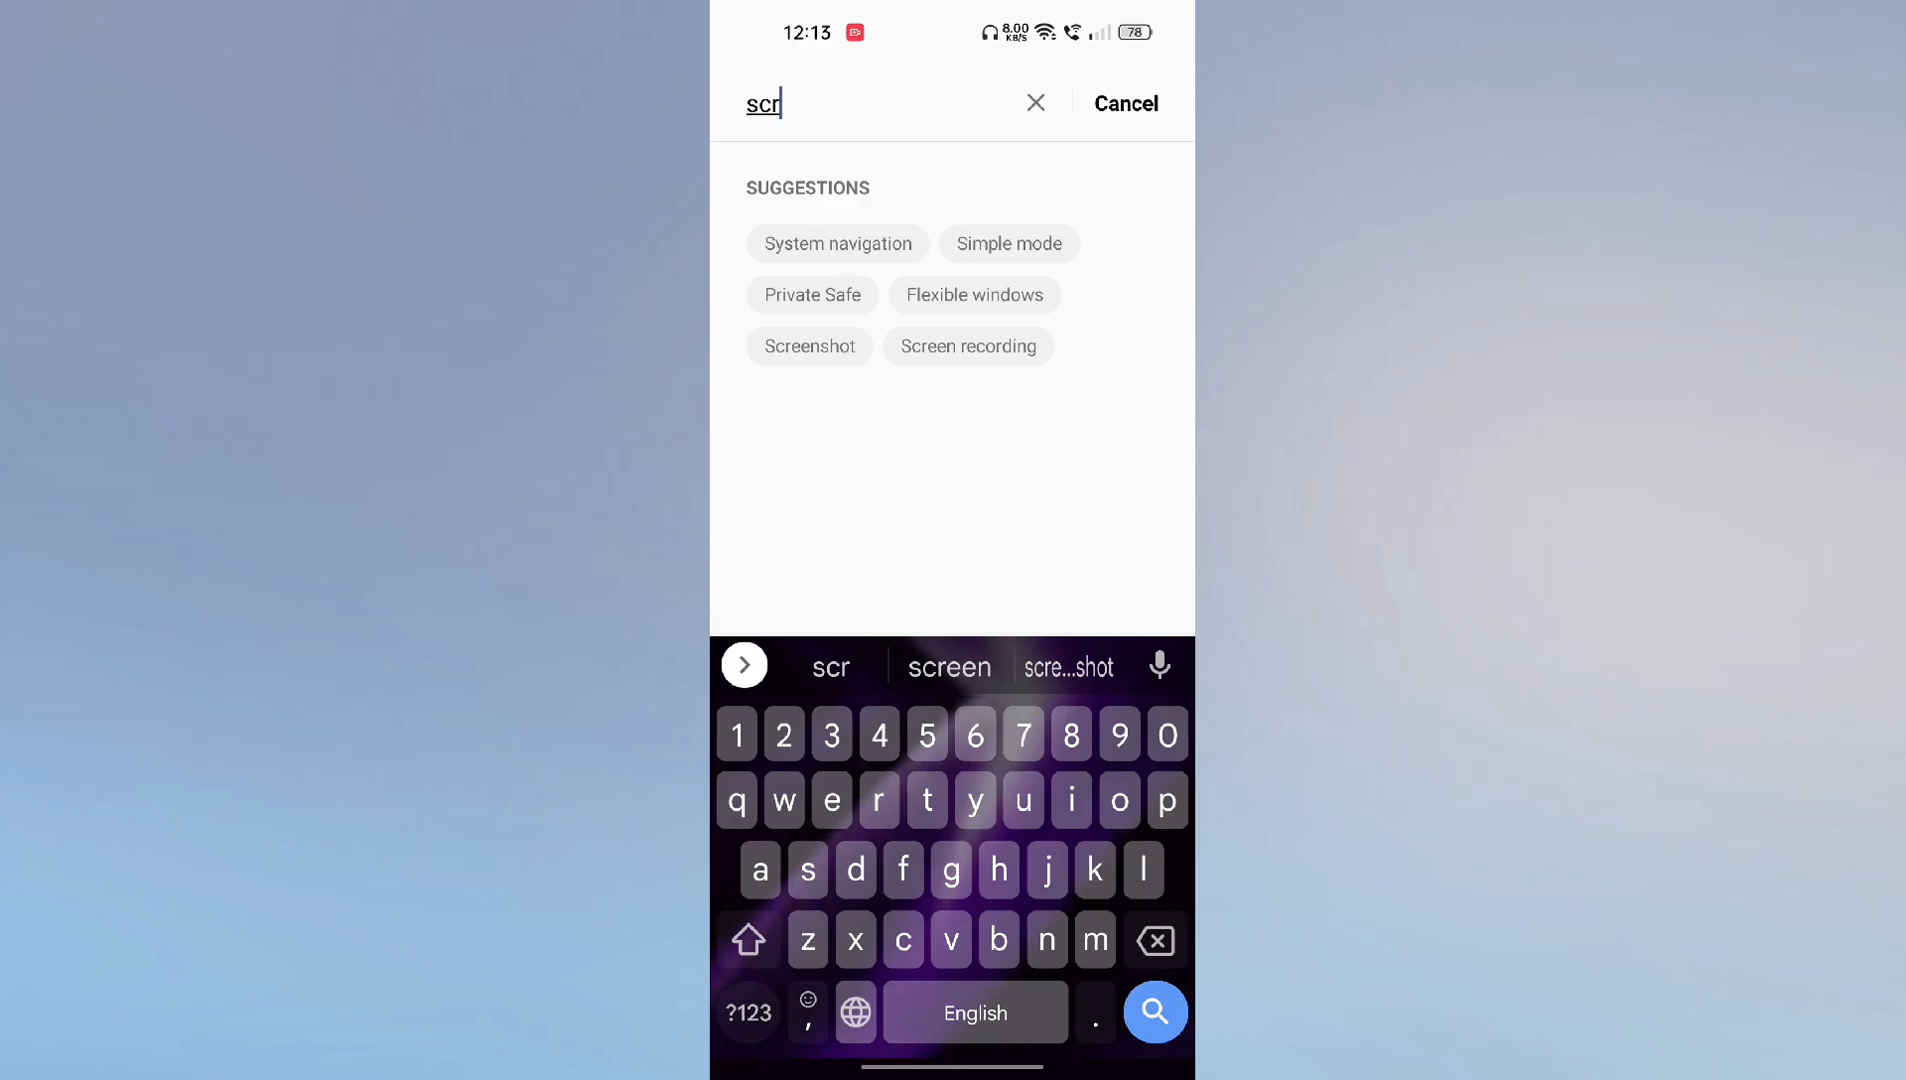 12:13 8.00 KB/S 78
scr Cancel
SUGGESTIONS
System navigation Simple mode
Private Safe Flexible windows
Screenshot Screen recording
scr screen scre...shot
1 2 3 4 5 6 7 8 9 0
q w e r t y u i o p
a s d f g h j k l
z x c v b n m
?123 , English .